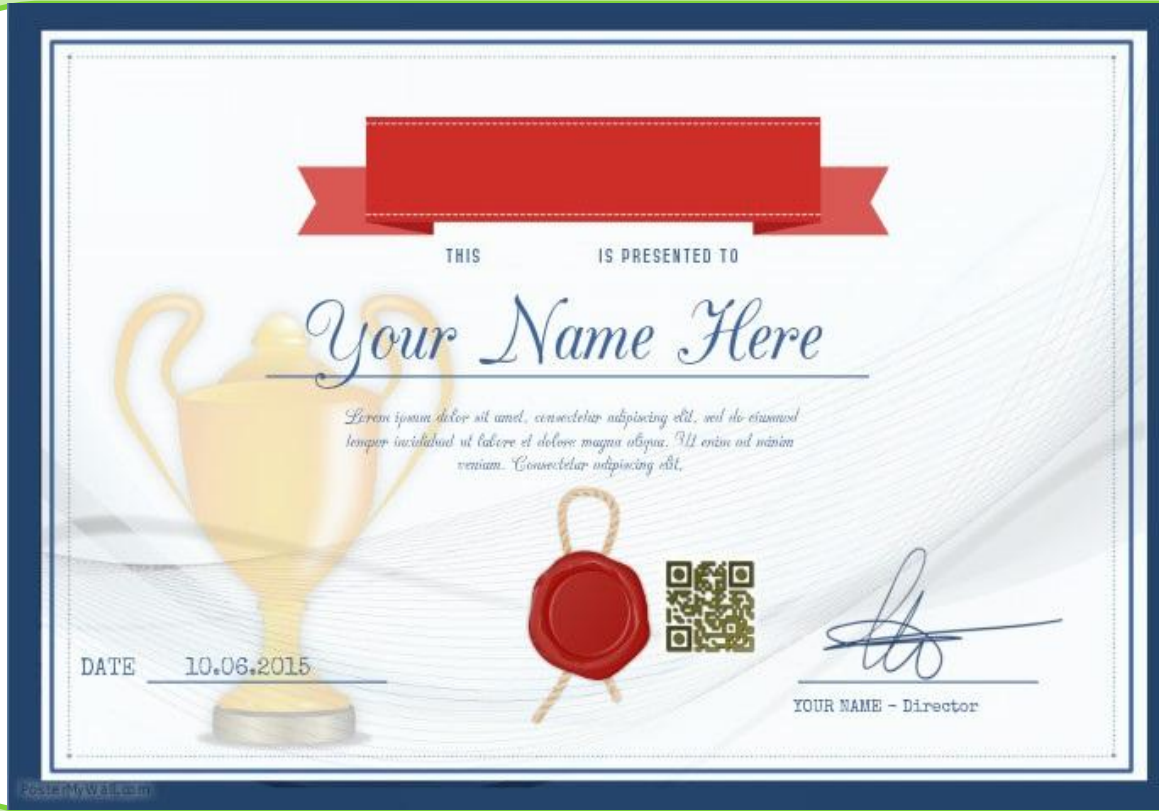 THIS IS PRESENTED TO
Your Name Here
Lorem ipsum dolor sit amet, consectetur adipiscing elit, sed do eiusmod
tempor incididund ut labore et dolore magna aliqua. Ut enim ad minim
veniam. Consectetur adipiscing elit.
DATE 10.06.2015
YOUR NAME - Director
PosterMyWall.com